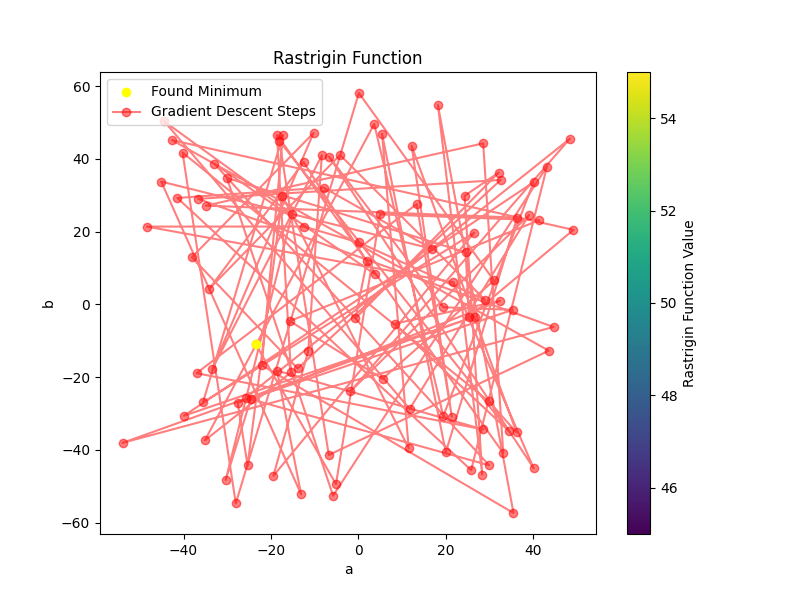 Rastrigin Function
Found Minimum
Gradient Descent Steps
60
40
20
0
−20
−40
−60
b
−40
−20
0
20
40
a
54
52
50
48
46
Rastrigin Function Value